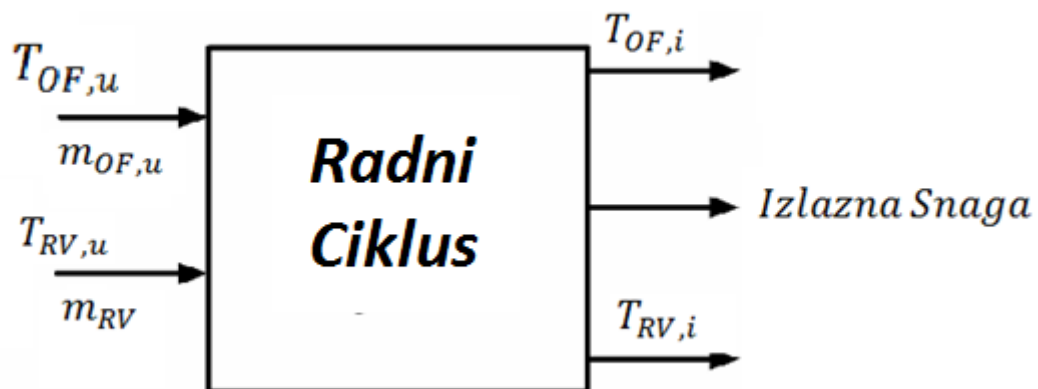 T_{OF,u}
m_{OF,u}
T_{RV,u}
m_{RV}
Radni
Ciklus
T_{OF,i}
Izlazna Snaga
T_{RV,i}